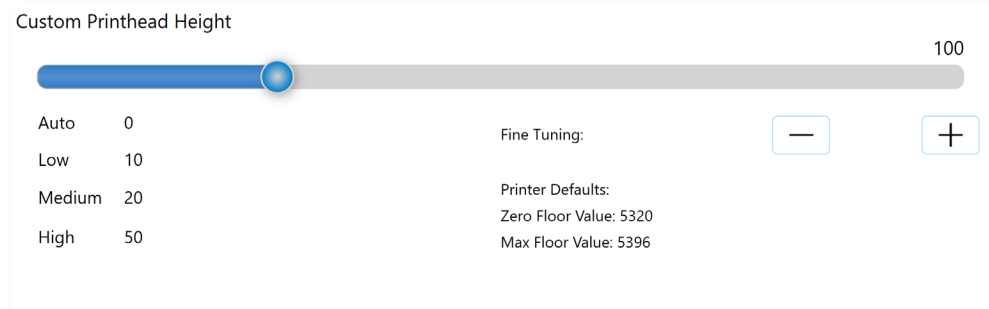 Custom Printhead Height
100
Auto 0
Low 10
Medium 20
High 50
Fine Tuning:
Printer Defaults:
Zero Floor Value: 5320
Max Floor Value: 5396